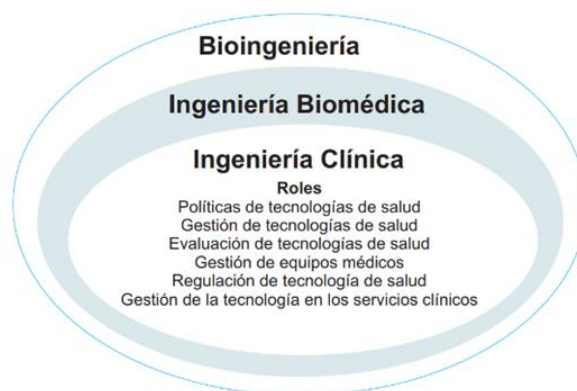 Bioingeniería
Ingeniería Biomédica
Ingeniería Clínica
Roles
Políticas de tecnologías de salud
Gestión de tecnologías de salud
Evaluación de tecnologías de salud
Gestión de equipos médicos
Regulación de tecnología de salud
Gestión de la tecnología en los servicios clínicos